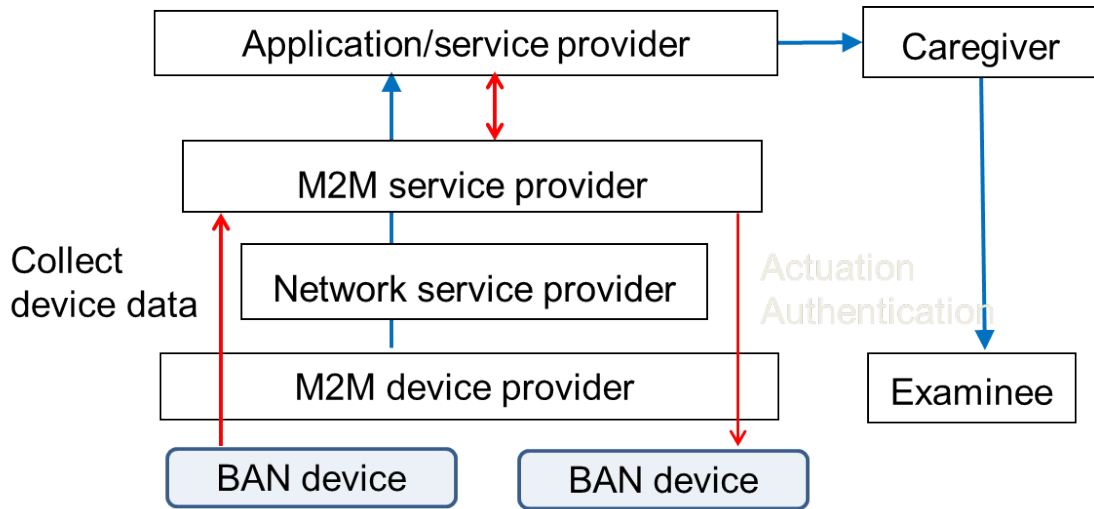 Application/service provider
Caregiver
M2M service provider
Collect
device data
Network service provider
Actuation
Authentication
M2M device provider
Examinee
BAN device
BAN device